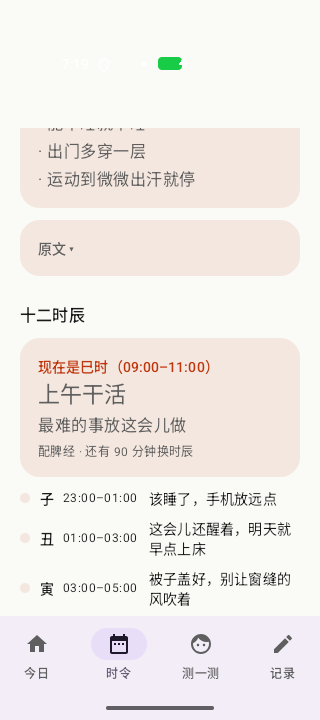 · 出门多穿一层
· 运动到微微出汗就停
原文 ▾
十二时辰
现在是巳时（09:00–11:00）
上午干活
最难的事放这会儿做
配脾经 · 还有 90 分钟换时辰
子 23:00–01:00 该睡了，手机放远点
丑 01:00–03:00 这会儿还醒着，明天就
早点上床
寅 03:00–05:00 被子盖好，别让窗缝的
风吹着
今日 时令 测一测 记录